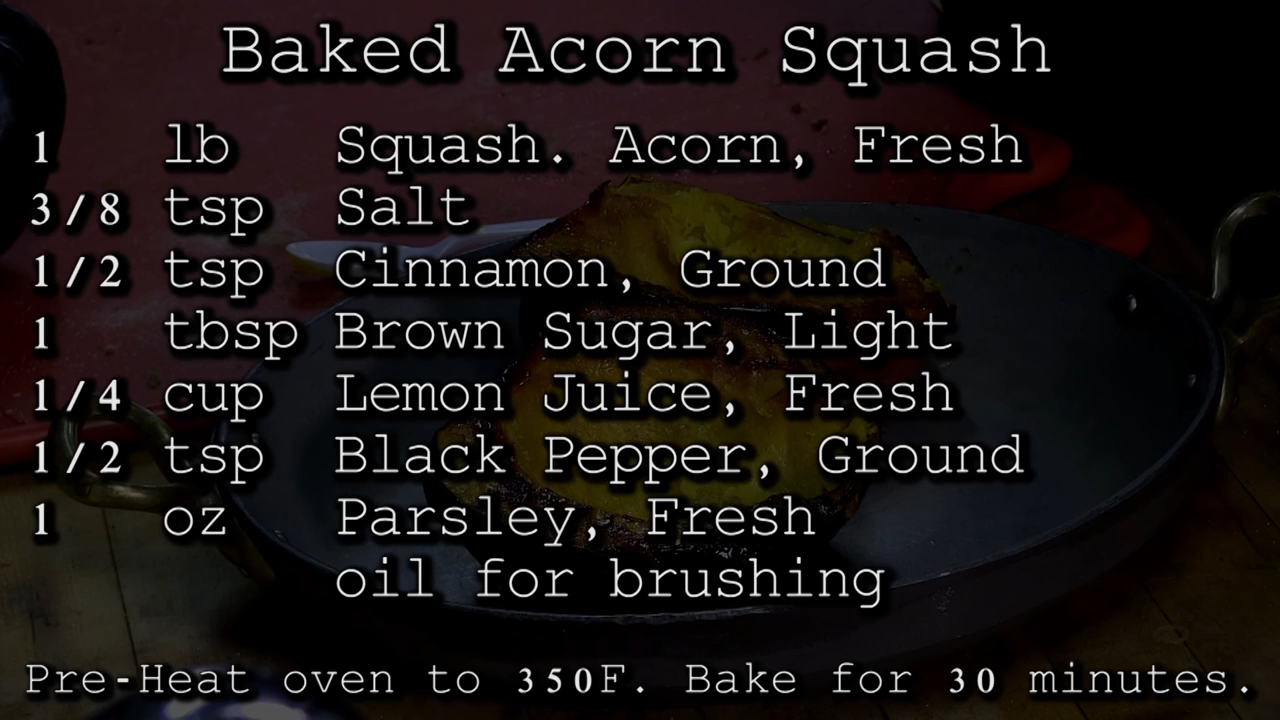 Baked Acorn Squash
1 lb Squash. Acorn, Fresh
3/8 tsp Salt
1/2 tsp Cinnamon, Ground
1 tbsp Brown Sugar, Light
1/4 cup Lemon Juice, Fresh
1/2 tsp Black Pepper, Ground
1 oz Parsley, Fresh
oil for brushing
Pre-Heat oven to 350F. Bake for 30 minutes.